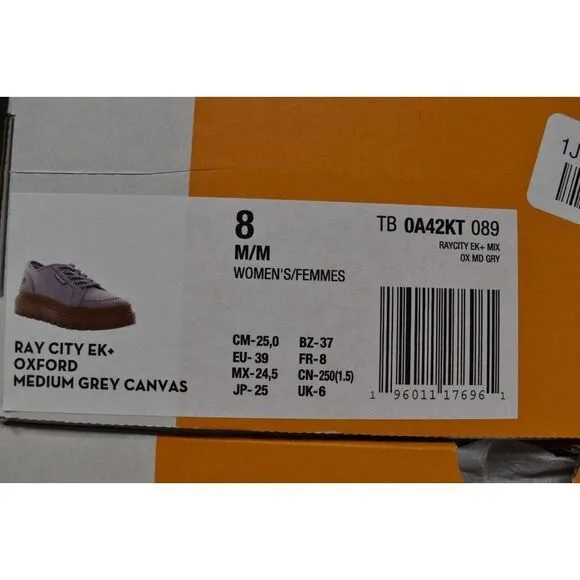 1J
8
M/M
WOMEN'S/FEMMES
TB 0A42KT 089
RAYCITY EK+ MIX
OX MD GRY
RAY CITY EK+
OXFORD
MEDIUM GREY CANVAS
CM-25,0 BZ-37
EU-39 FR-8
MX-24,5 CN-250(1.5)
JP-25 UK-6
1 96011 17696 1